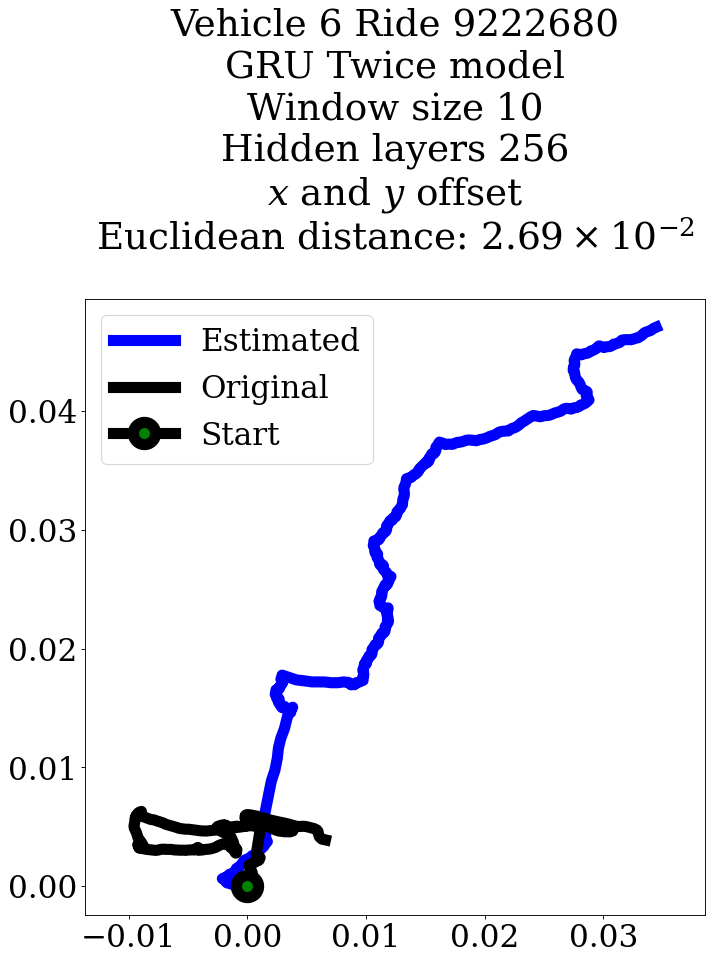 Vehicle 6 Ride 9222680
GRU Twice model
Window size 10
Hidden layers 256
x and y offset
Euclidean distance: 2.69 × 10⁻²
Estimated
Original
Start
0.04
0.03
0.02
0.01
0.00
−0.01 0.00 0.01 0.02 0.03